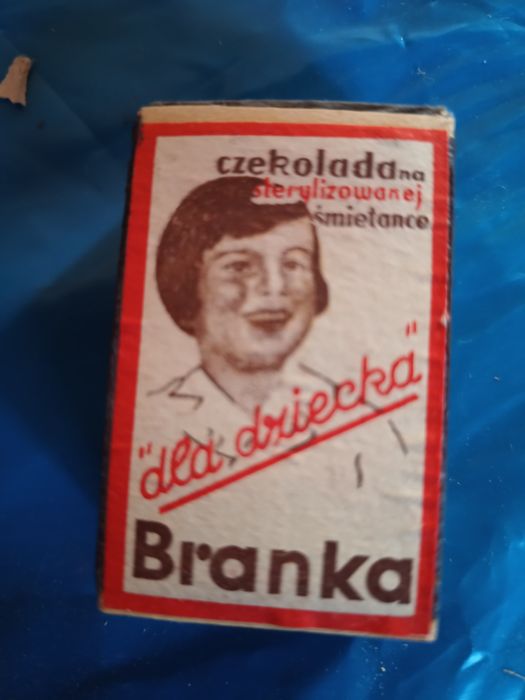 czekolada na
sterylizowanej
śmietance
"dla dziecka"
Branka